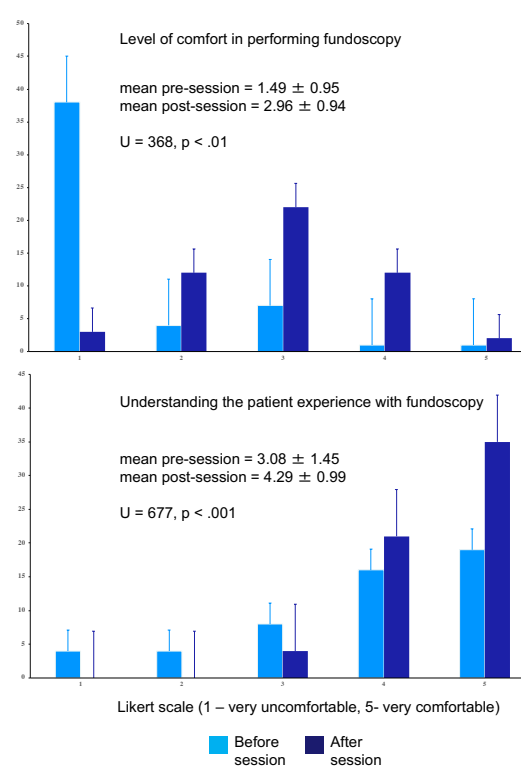 50
Level of comfort in performing fundoscopy
45
40
mean pre-session = 1.49 ± 0.95
mean post-session = 2.96 ± 0.94
35
U = 368, p < .01
30
25
20
15
10
5
0
1 2 3 4 5
45
Understanding the patient experience with fundoscopy
40
35
mean pre-session = 3.08 ± 1.45
mean post-session = 4.29 ± 0.99
30
U = 677, p < .001
25
20
15
10
5
0
1 2 3 4 5
Likert scale (1 – very uncomfortable, 5- very comfortable)
Before session
After session